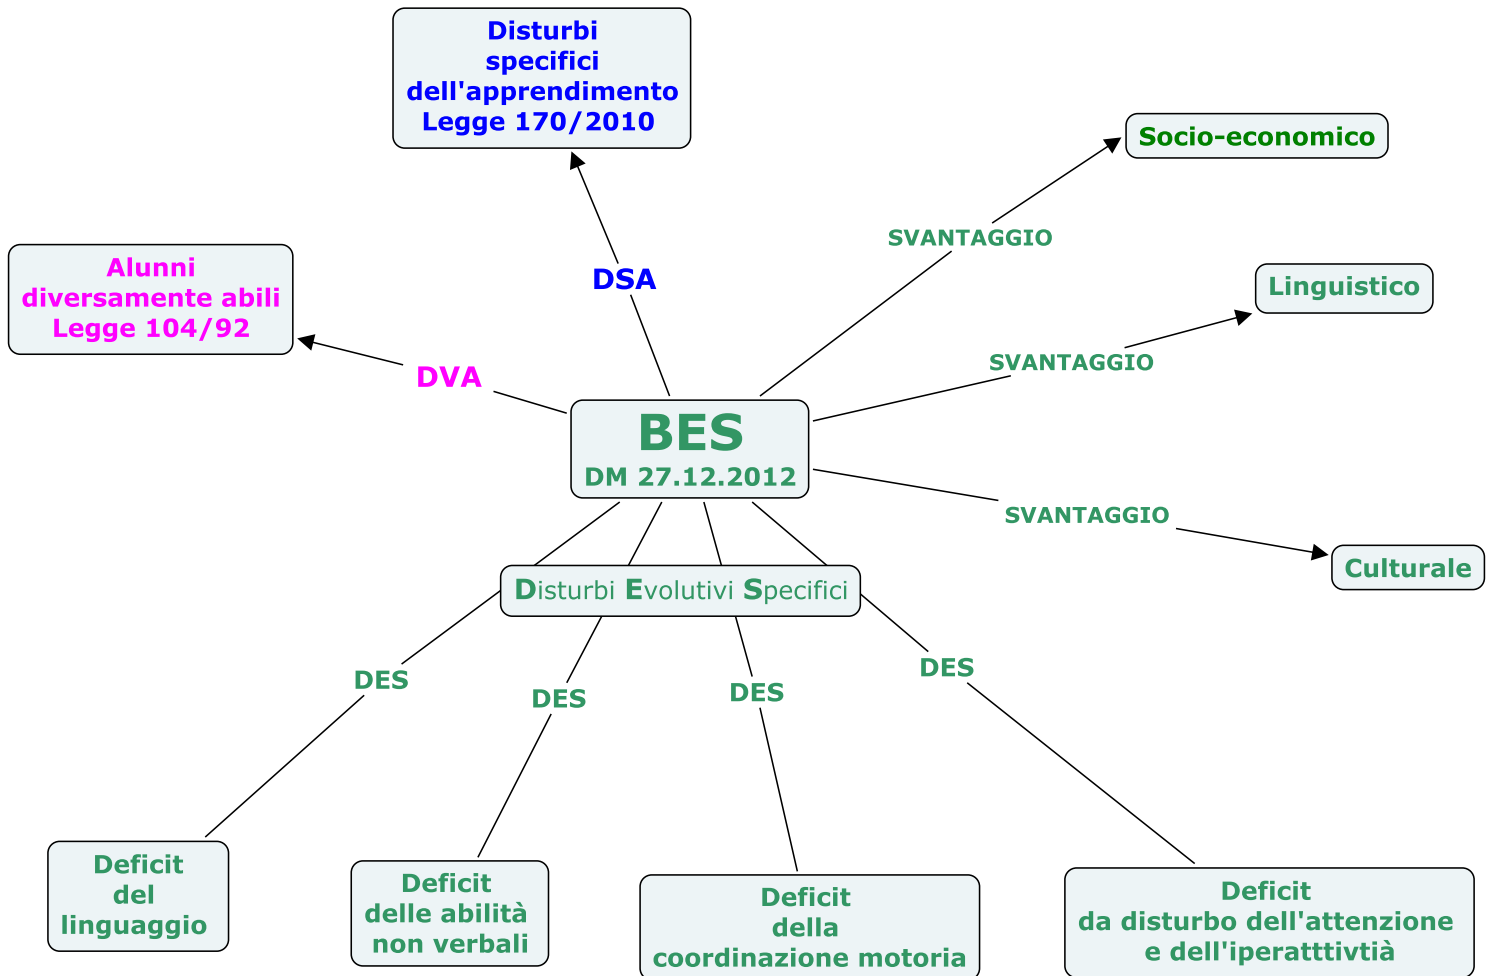 Disturbi
specifici
dell'apprendimento
Legge 170/2010
Socio-economico
SVANTAGGIO
Alunni
diversamente abili
Legge 104/92
DSA
Linguistico
SVANTAGGIO
DVA
BES
DM 27.12.2012
SVANTAGGIO
Culturale
Disturbi Evolutivi Specifici
DES
DES
DES
DES
Deficit
del
linguaggio
Deficit
delle abilità
non verbali
Deficit
della
coordinazione motoria
Deficit
da disturbo dell'attenzione
e dell'iperatttivtià